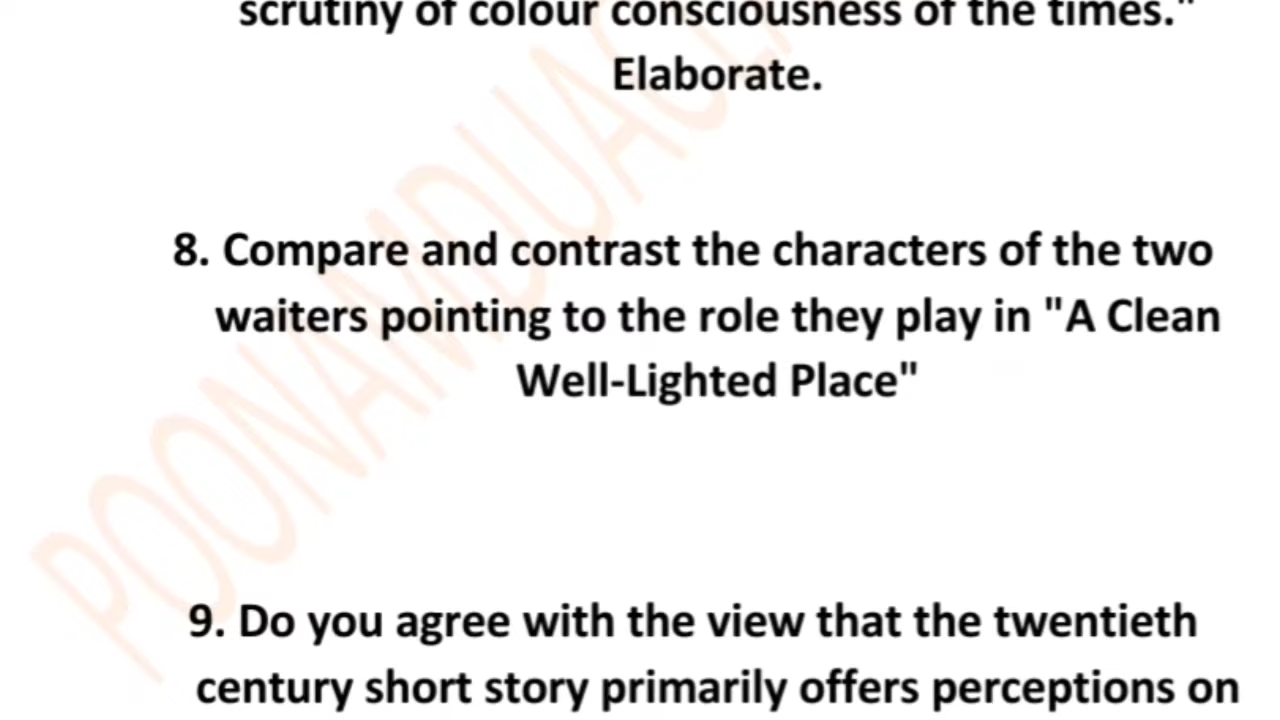 scrutiny of colour consciousness of the times."
Elaborate.
8. Compare and contrast the characters of the two
waiters pointing to the role they play in "A Clean
Well-Lighted Place"
9. Do you agree with the view that the twentieth
century short story primarily offers perceptions on